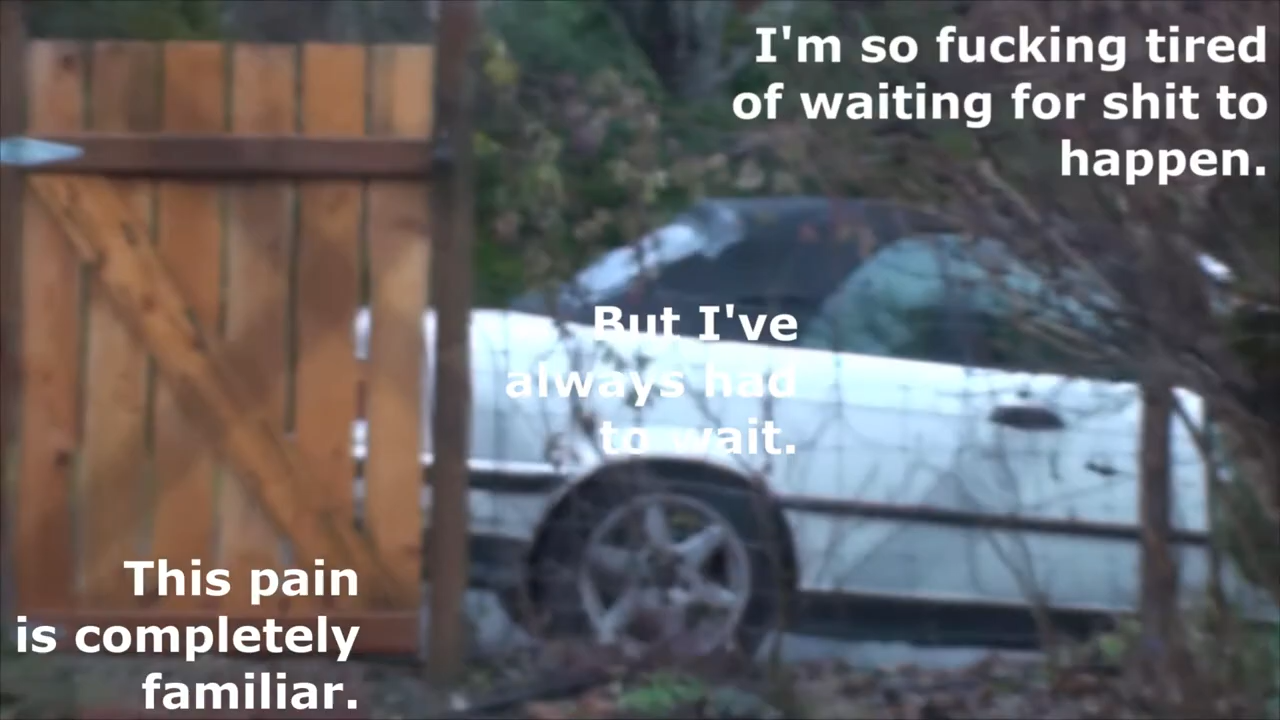 I'm so fucking tired
of waiting for shit to
happen.
But I've
always had
to wait.
This pain
is completely
familiar.